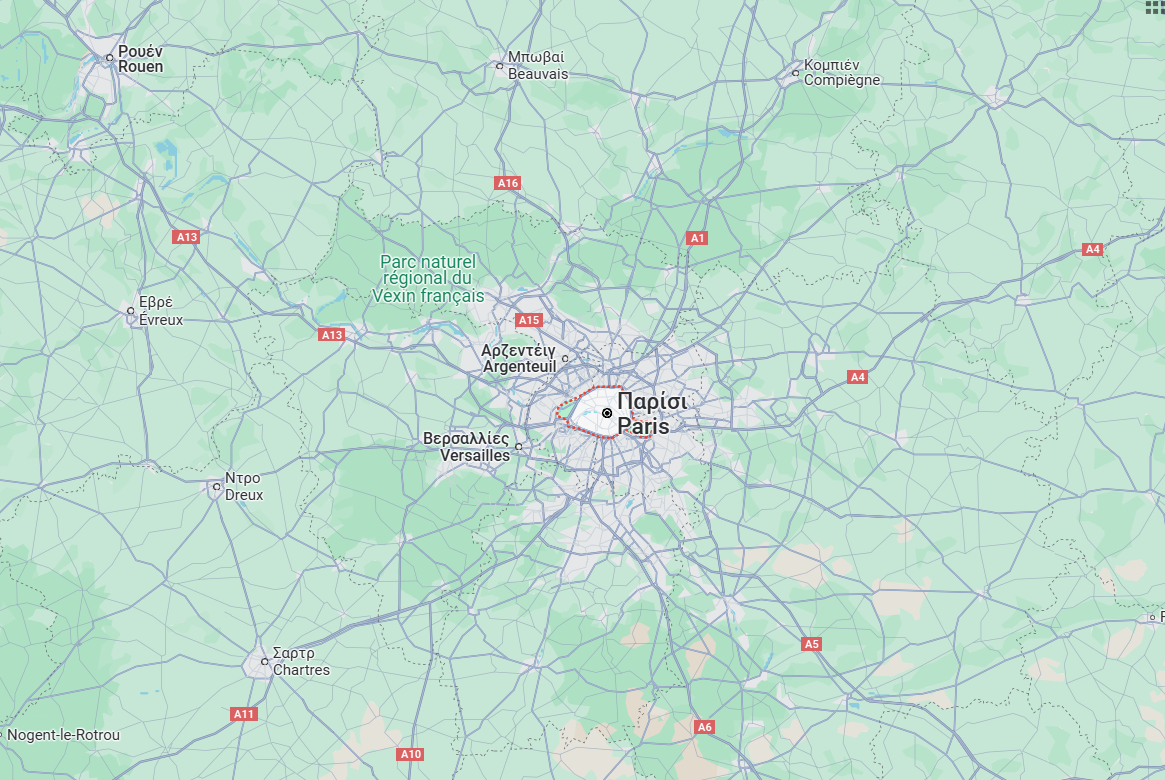 Ρουέν
Rouen
Μπωβαί
Beauvais
Κομπιέν
Compiègne
A16
A13
A1
A4
Parc naturel
régional du
Vexin français
Εβρέ
Évreux
A15
A13
Αρζεντέιγ
Argenteuil
A4
Παρίσι
Paris
Βερσαλλίες
Versailles
Ντρο
Dreux
A5
Σαρτρ
Chartres
A11
A6
Nogent-le-Rotrou
A10